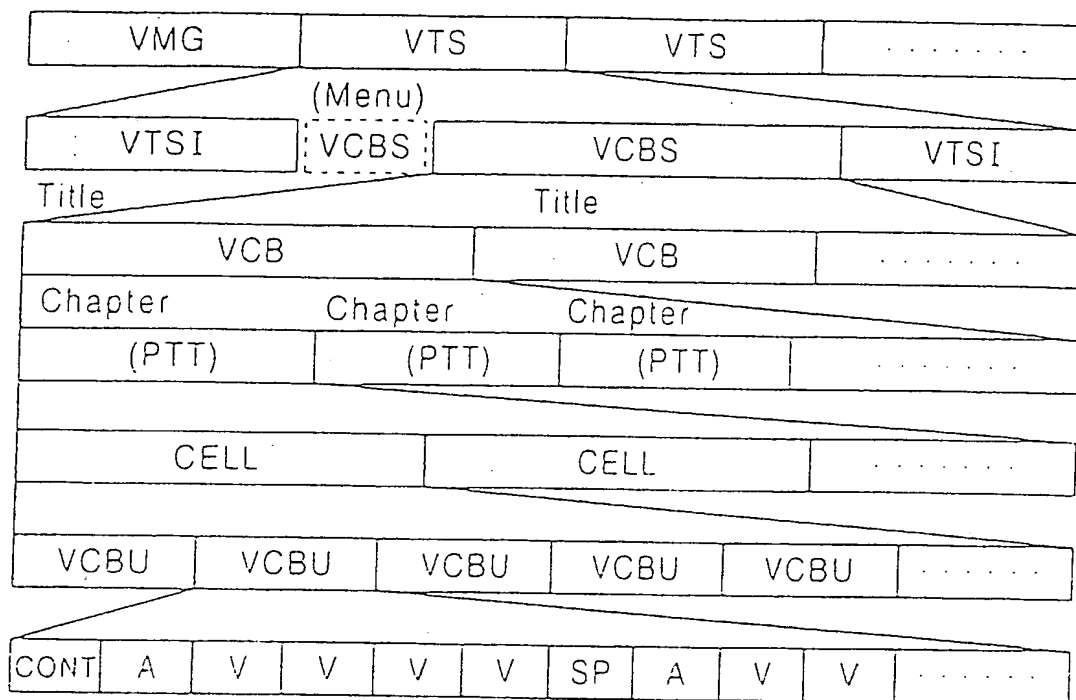 VMG VTS VTS .......
(Menu)
VTSI VCBS VCBS VTSI
Title Title
VCB VCB .......
Chapter Chapter Chapter
(PTT) (PTT) (PTT) .......
CELL CELL .......
VCBU VCBU VCBU VCBU VCBU ......
CONT A V V V V SP A V V ......